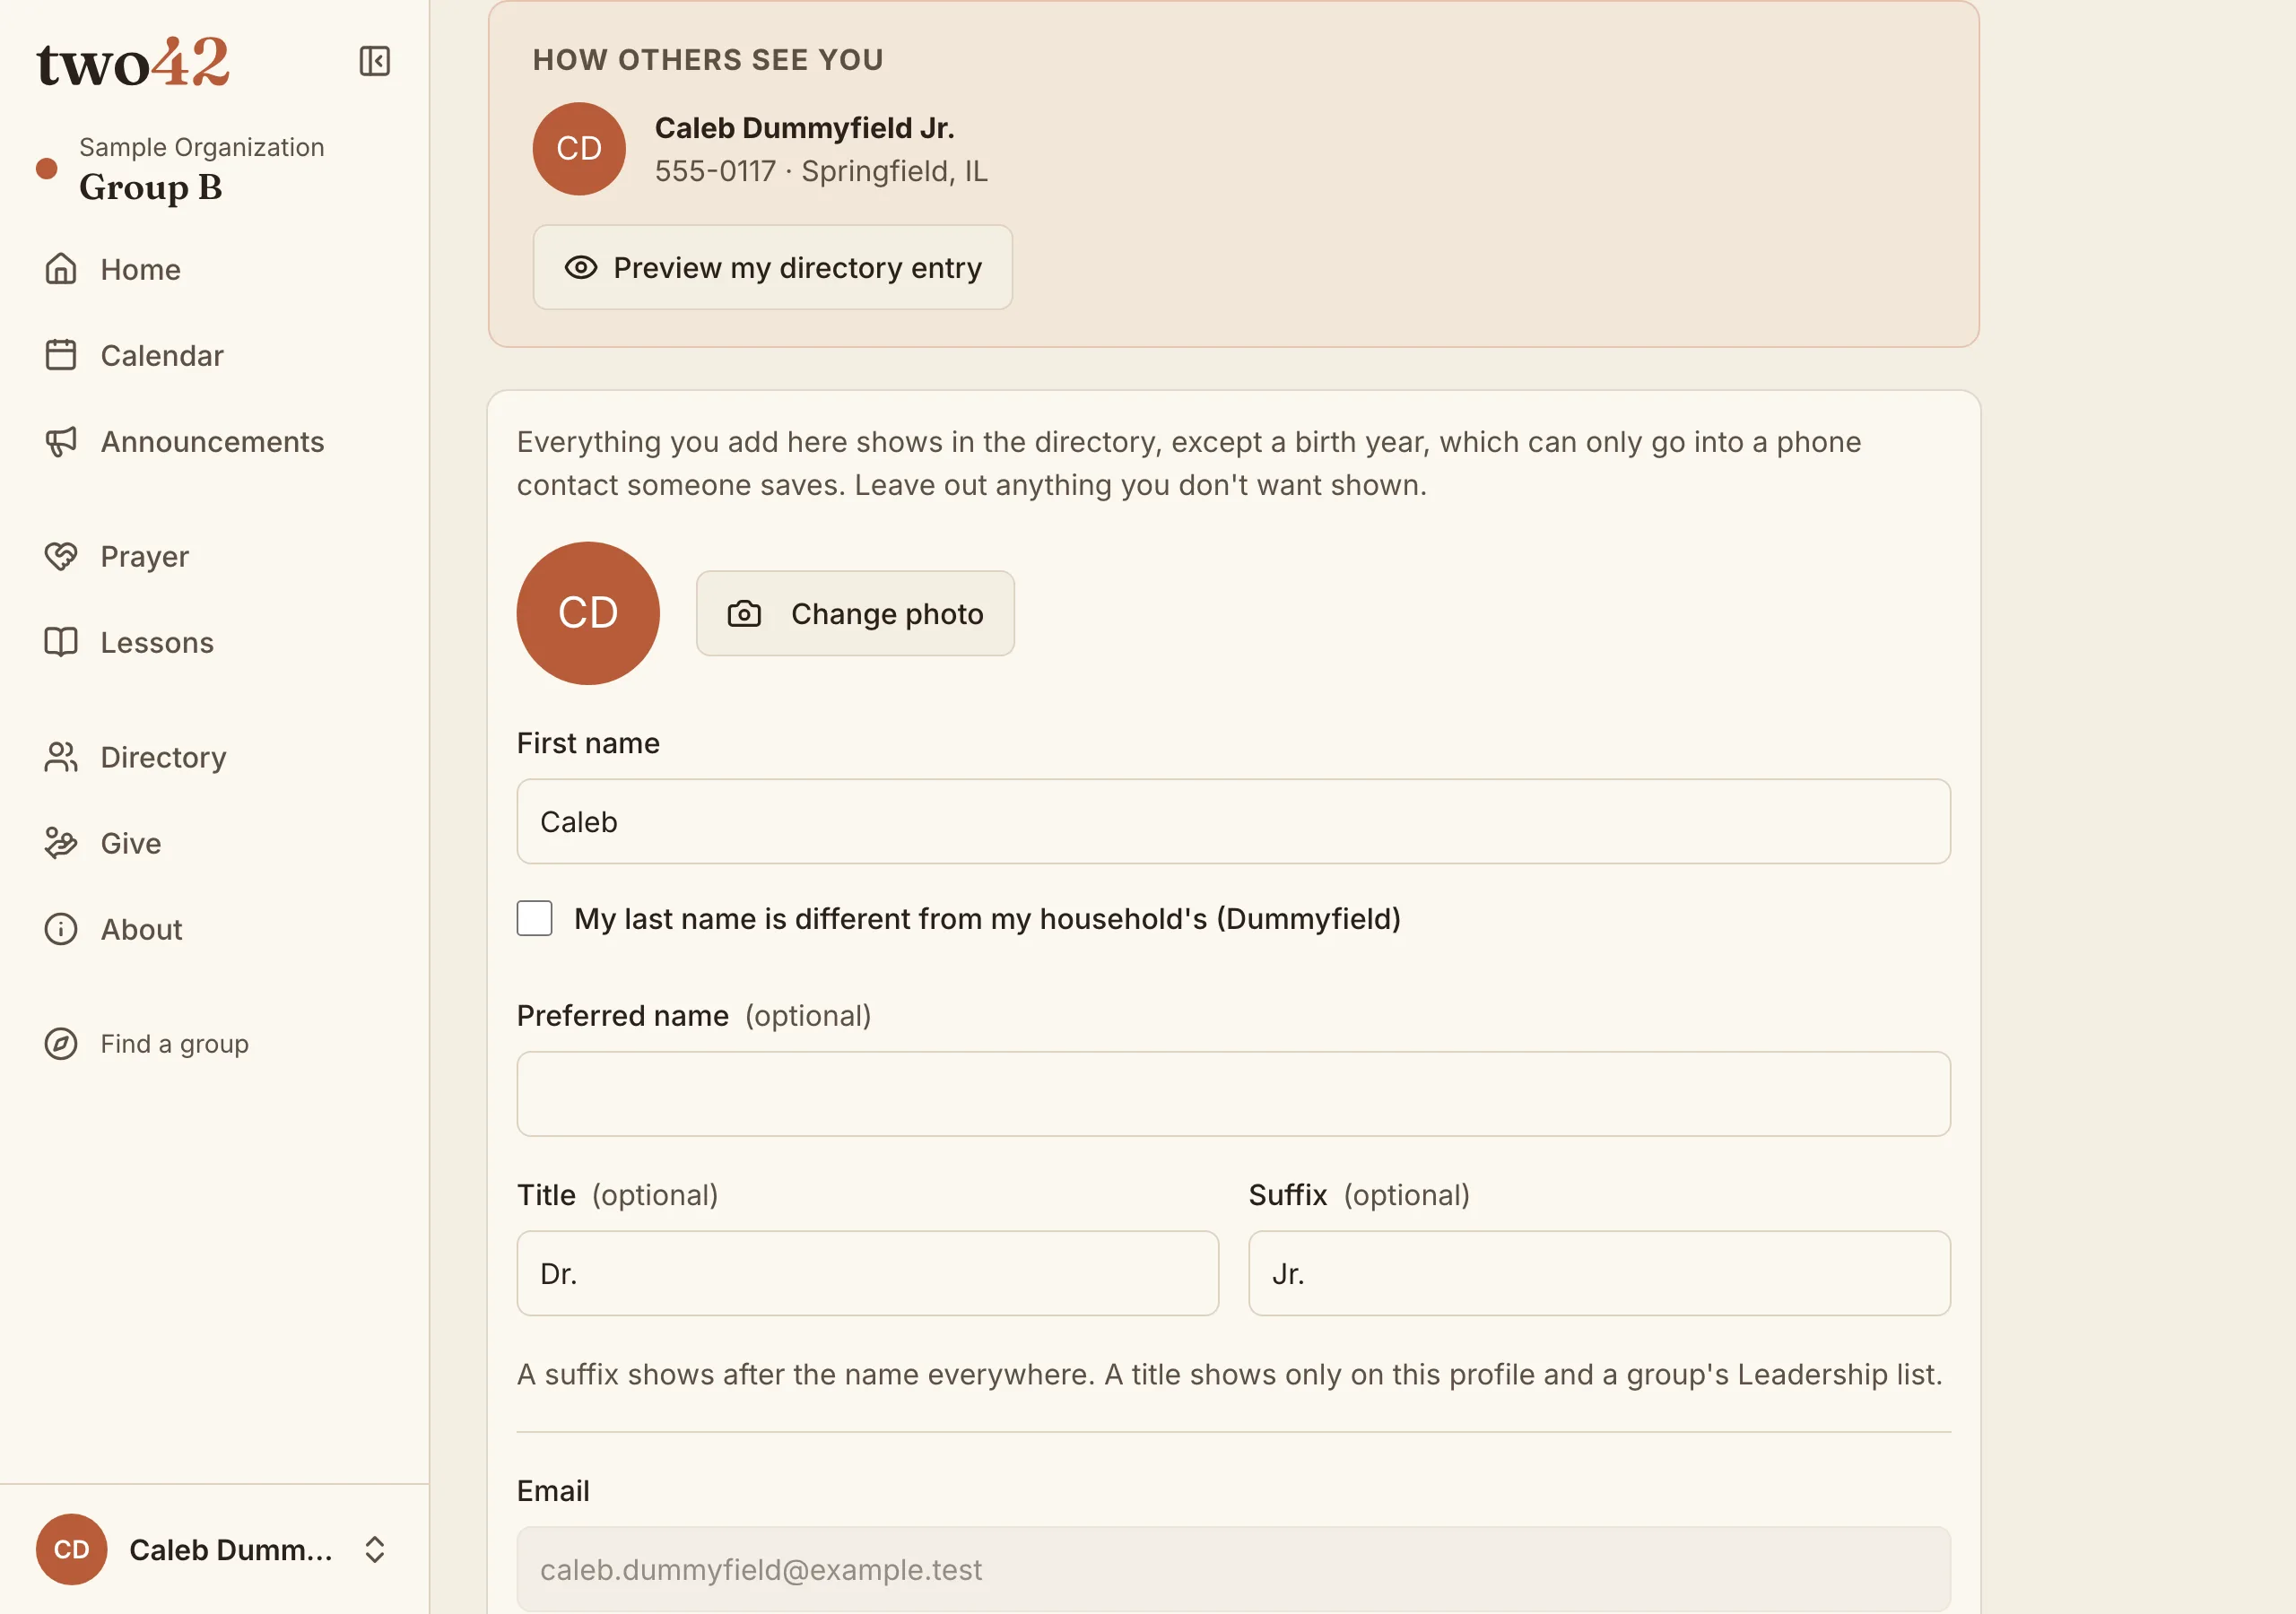 two42
Sample Organization
Group B
Home
Calendar
Announcements
Prayer
Lessons
Directory
Give
About
Find a group
CD
Caleb Dumm...
HOW OTHERS SEE YOU
CD
Caleb Dummyfield Jr.
555-0117 · Springfield, IL
Preview my directory entry
Everything you add here shows in the directory, except a birth year, which can only go into a phone
contact someone saves. Leave out anything you don't want shown.
CD
Change photo
First name
Caleb
My last name is different from my household's (Dummyfield)
Preferred name (optional)
Title (optional)
Dr.
Suffix (optional)
Jr.
A suffix shows after the name everywhere. A title shows only on this profile and a group's Leadership list.
Email
caleb.dummyfield@example.test